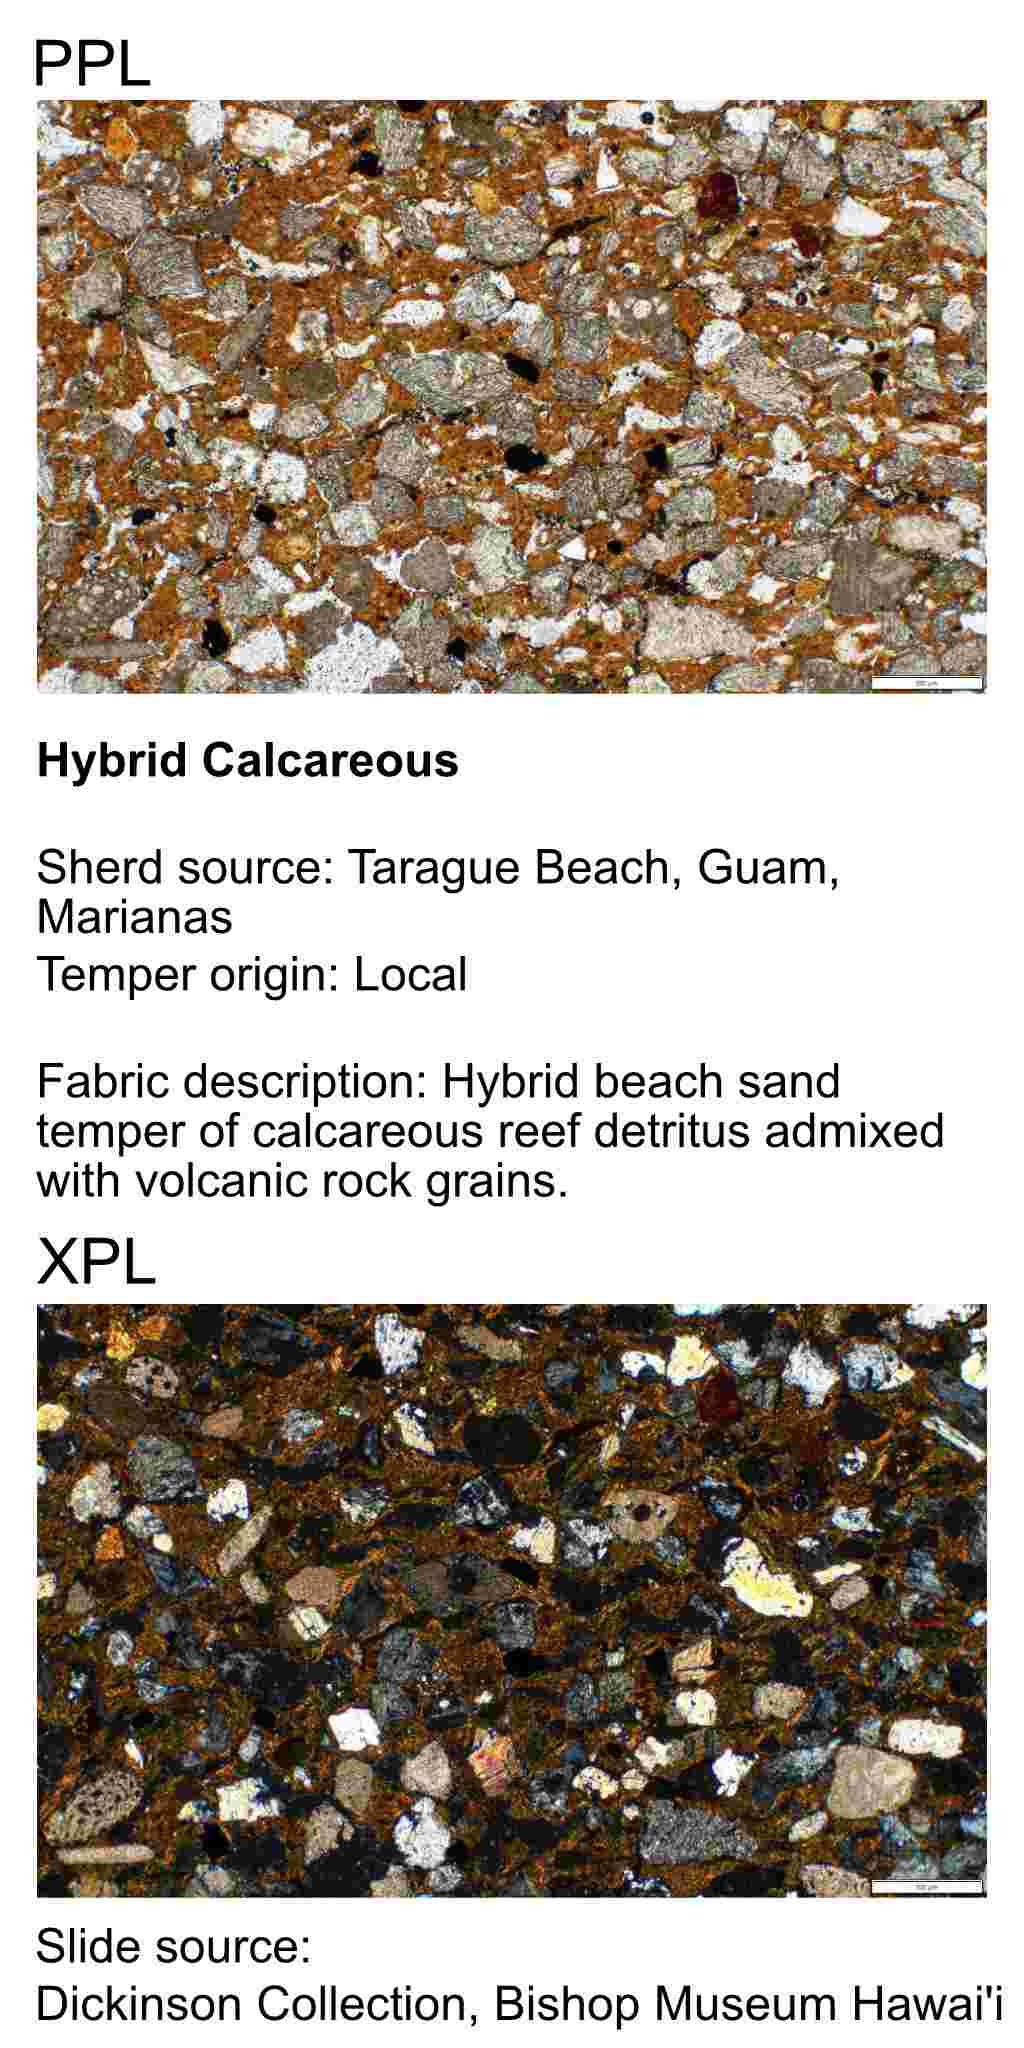 PPL
Hybrid Calcareous
Sherd source: Tarague Beach, Guam,
Marianas
Temper origin: Local
Fabric description: Hybrid beach sand
temper of calcareous reef detritus admixed
with volcanic rock grains.
XPL
Slide source:
Dickinson Collection, Bishop Museum Hawai'i